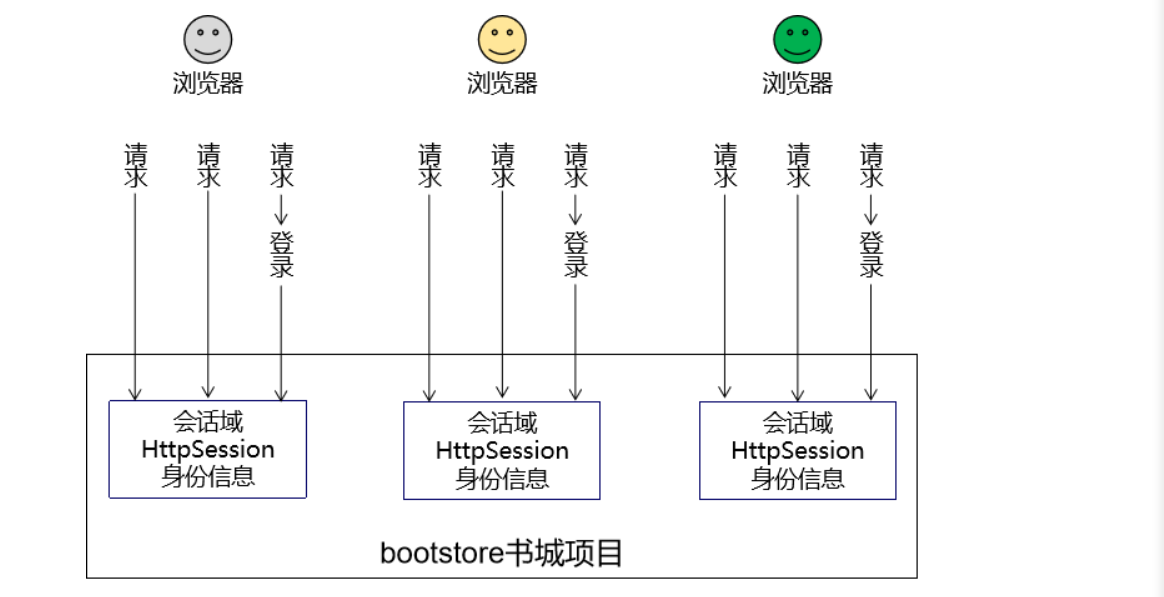 浏览器
浏览器
浏览器
请求
请求
请求
请求
请求
请求
请求
请求
请求
登录
登录
登录
会话域
HttpSession
身份信息
会话域
HttpSession
身份信息
会话域
HttpSession
身份信息
bootstore书城项目